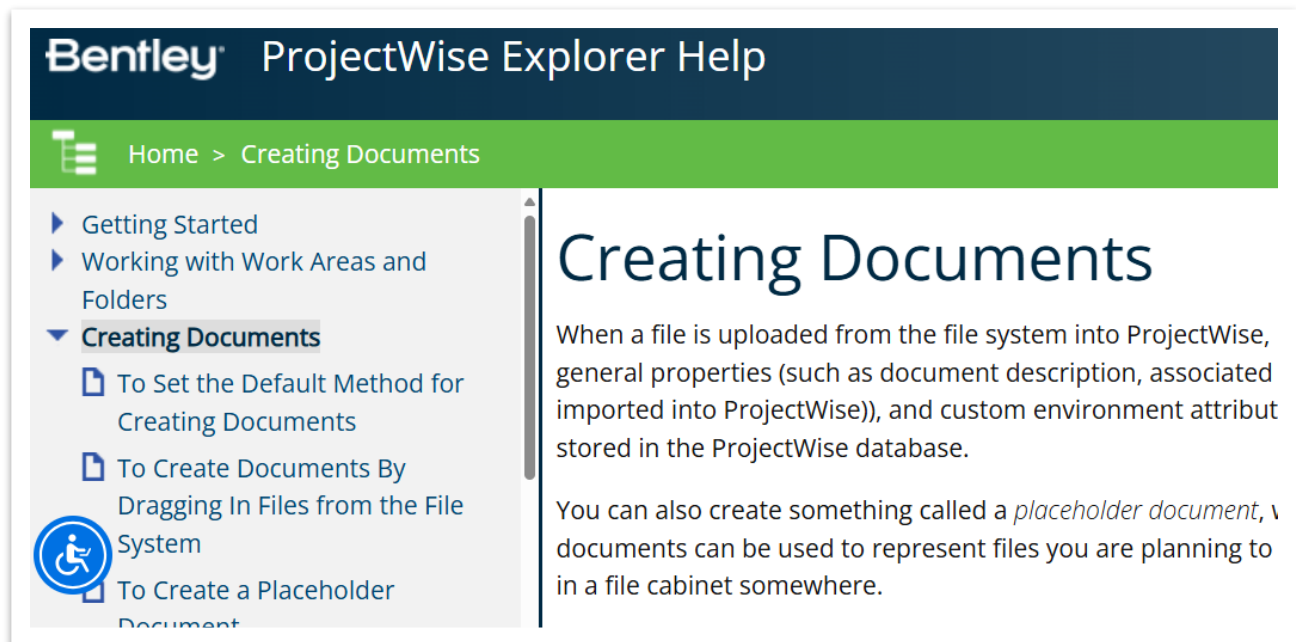 Bentley ProjectWise Explorer Help
Home > Creating Documents
Getting Started
Working with Work Areas and
Folders
Creating Documents
To Set the Default Method for
Creating Documents
To Create Documents By
Dragging In Files from the File
System
To Create a Placeholder
Document
Creating Documents
When a file is uploaded from the file system into ProjectWise,
general properties (such as document description, associated
imported into ProjectWise)), and custom environment attribut
stored in the ProjectWise database.
You can also create something called a placeholder document,
documents can be used to represent files you are planning to
in a file cabinet somewhere.